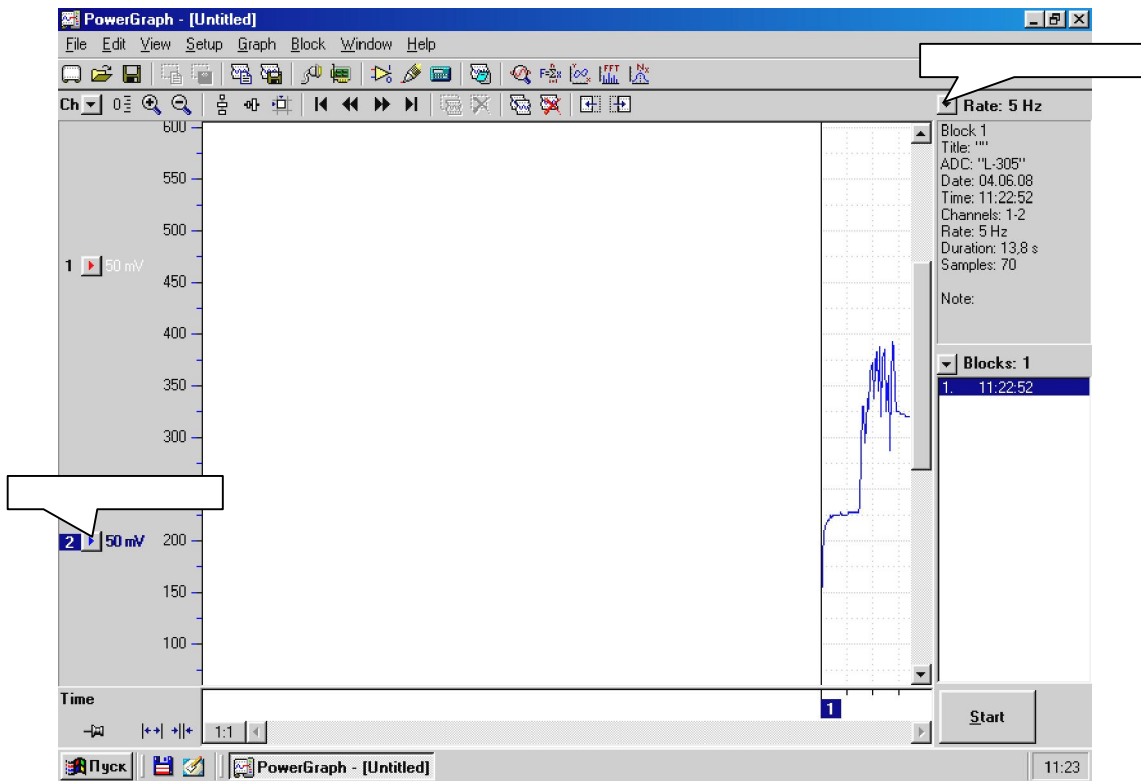 PowerGraph - [Untitled]
File Edit View Setup Graph Block Window Help
FFT
Ch
1:1
Rate: 5 Hz
Block 1
Title: ""
ADC: "L-305"
Date: 04.06.08
Time: 11:22:52
Channels: 1-2
Rate: 5 Hz
Duration: 13,8 s
Samples: 70
Note:
Blocks: 1
1. 11:22:52
600
550
500
1 50 mV
450
400
350
300
2 50 mV 200
150
100
Time
1
Start
Пуск PowerGraph - [Untitled] 11:23